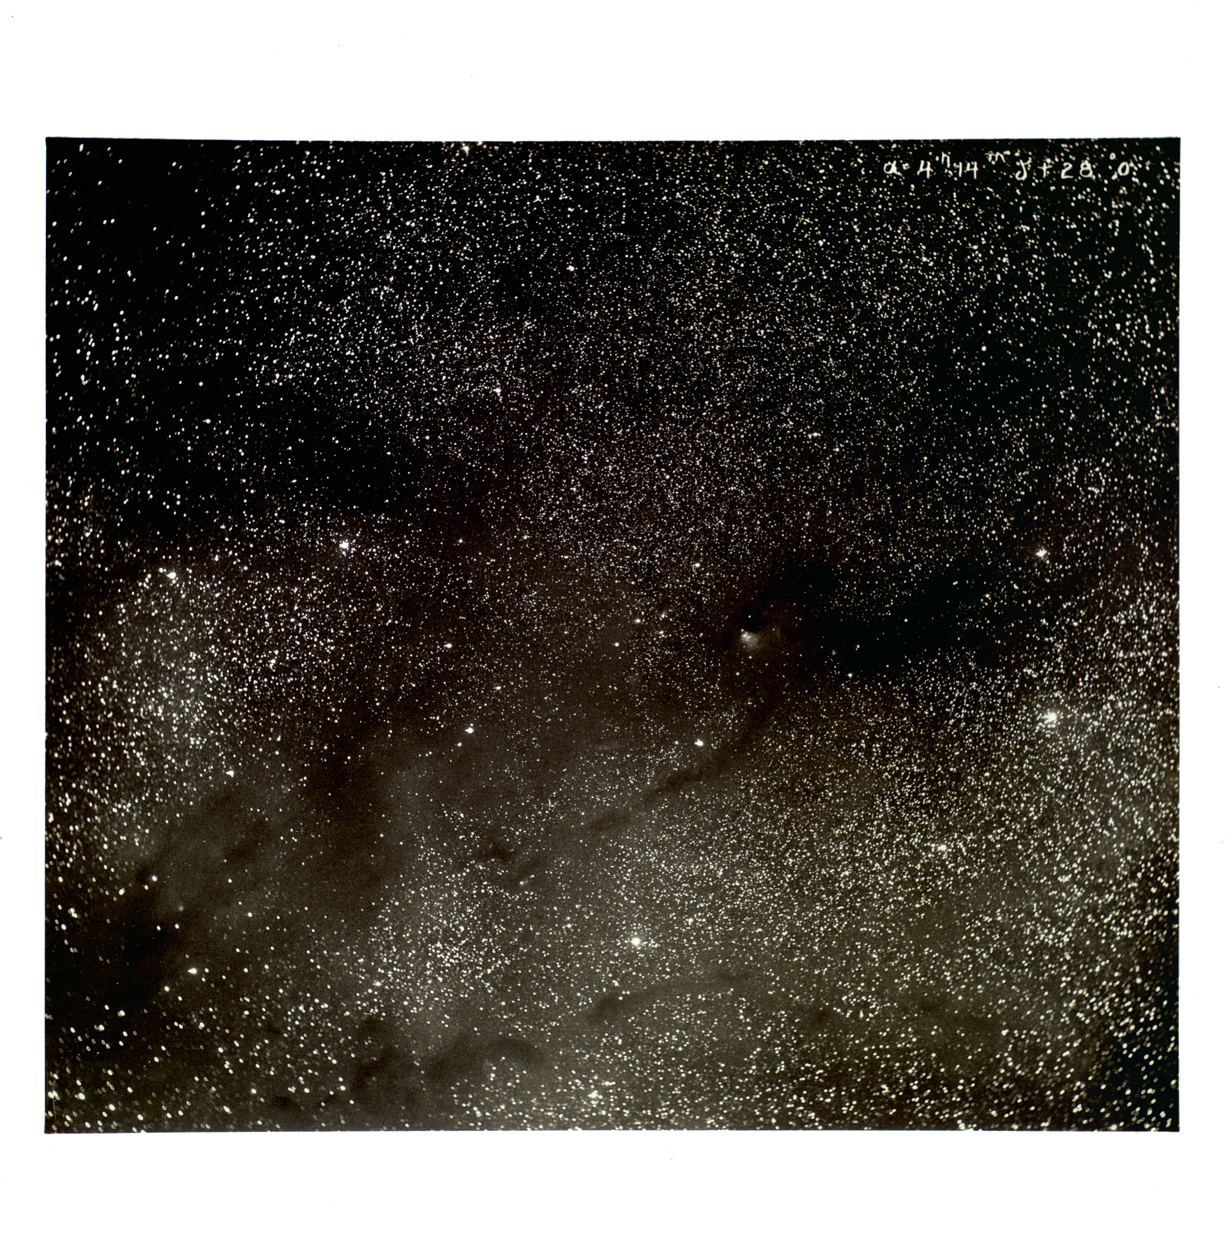 α = 4ʰ 14ᵐ δ + 28°.0